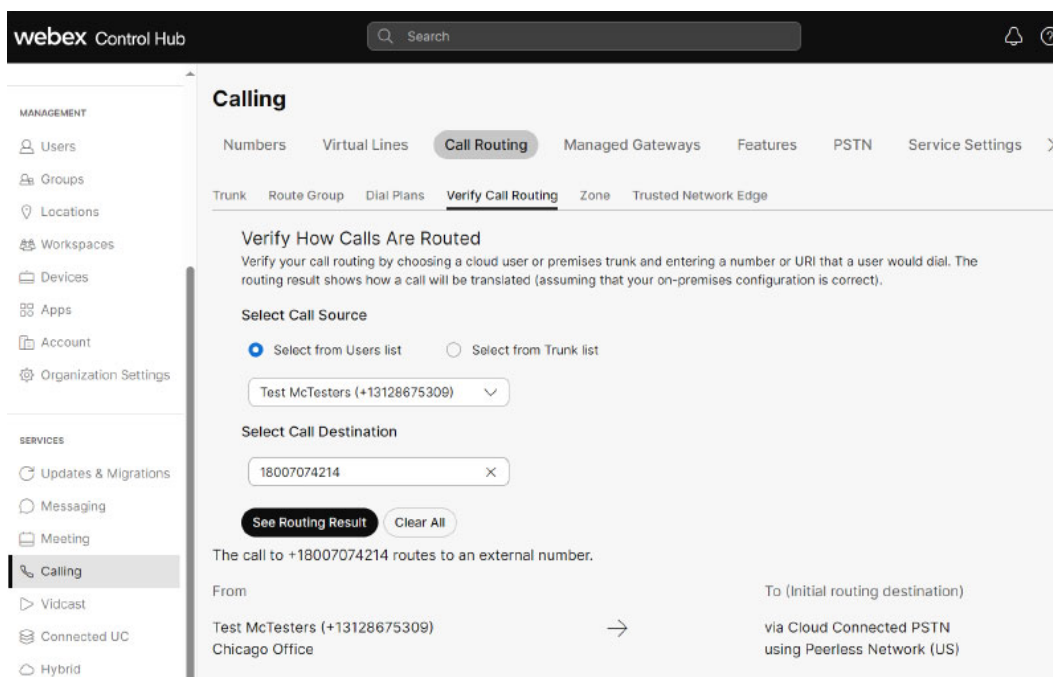 webex Control Hub
Search
MANAGEMENT
Users
Groups
Locations
Workspaces
Devices
Apps
Account
Organization Settings
SERVICES
Updates & Migrations
Messaging
Meeting
Calling
Vidcast
Connected UC
Hybrid
Calling
Numbers Virtual Lines Call Routing Managed Gateways Features PSTN Service Settings
Trunk Route Group Dial Plans Verify Call Routing Zone Trusted Network Edge
Verify How Calls Are Routed
Verify your call routing by choosing a cloud user or premises trunk and entering a number or URI that a user would dial. The
routing result shows how a call will be translated (assuming that your on-premises configuration is correct).
Select Call Source
Select from Users list Select from Trunk list
Test McTesters (+13128675309)
Select Call Destination
18007074214
See Routing Result Clear All
The call to +18007074214 routes to an external number.
From To (Initial routing destination)
Test McTesters (+13128675309) via Cloud Connected PSTN
Chicago Office using Peerless Network (US)